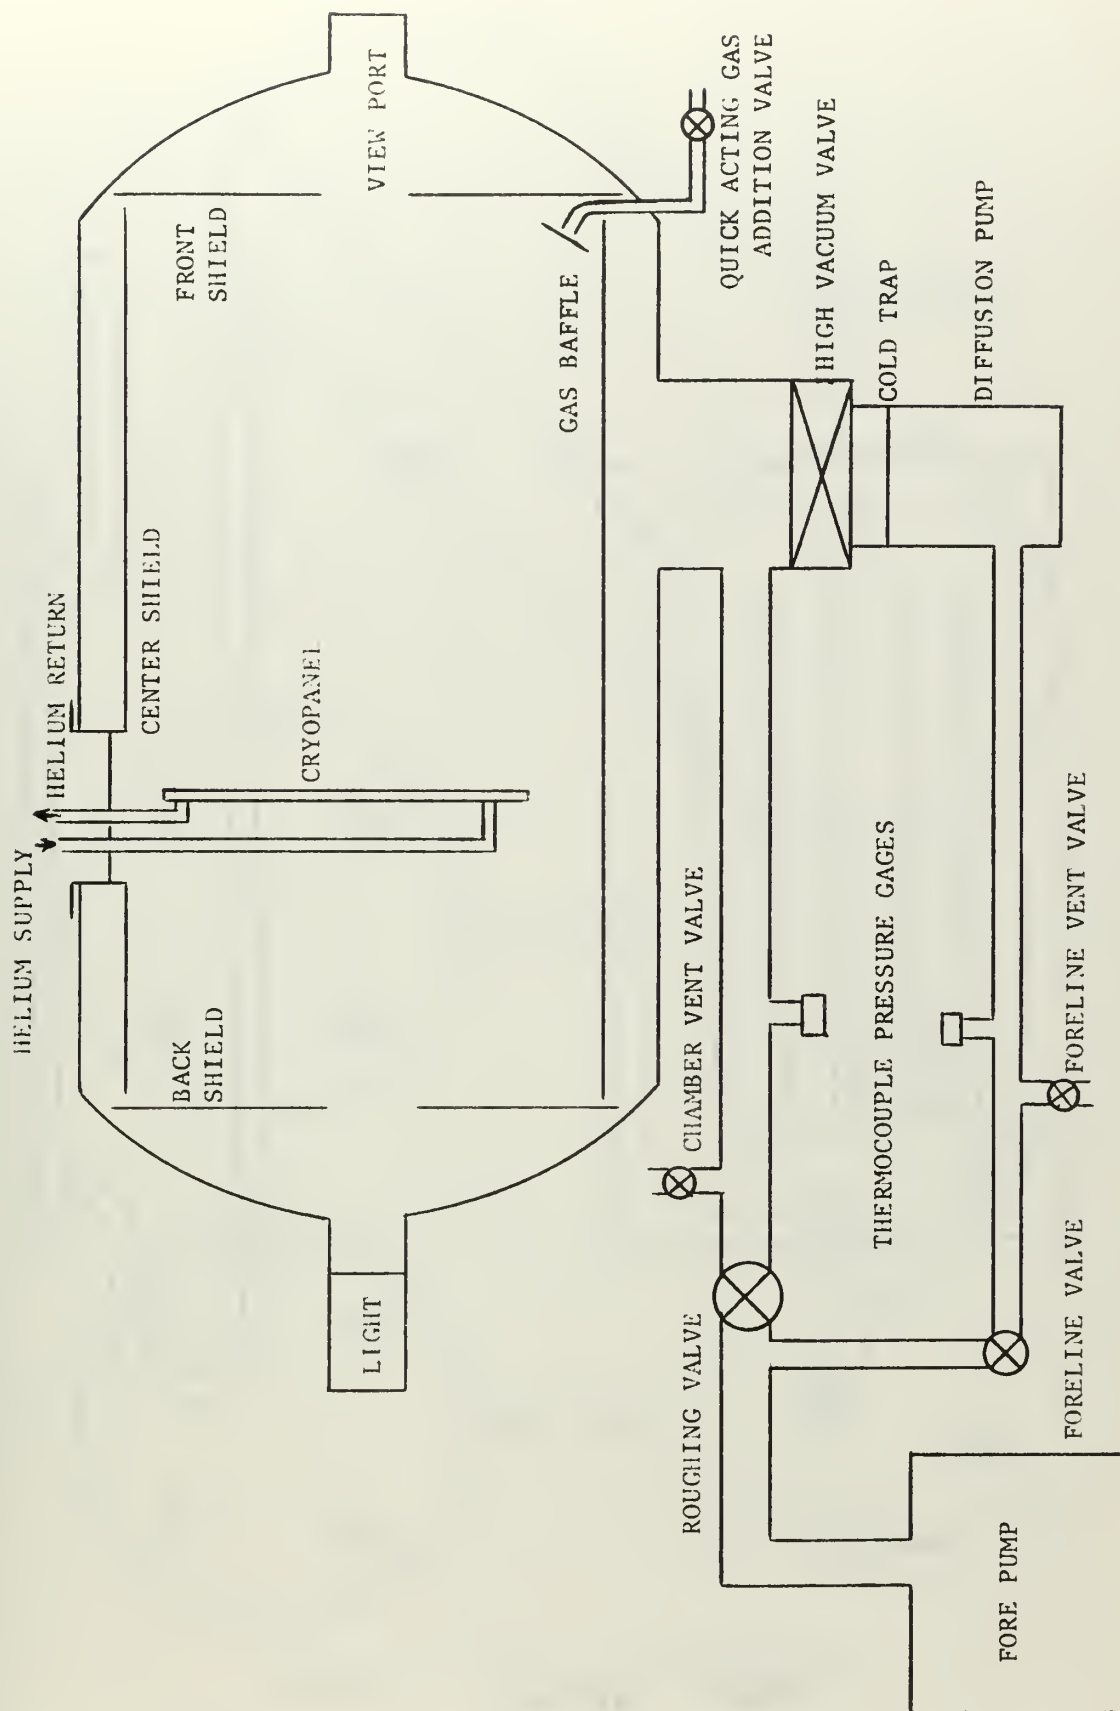 HELIUM SUPPLY
HELIUM RETURN
CENTER SHIELD
BACK
SHIELD
FRONT
SHIELD
CRYOPANEL
VIEW PORT
LIGHT
GAS BAFFLE
QUICK ACTING GAS
ADDITION VALVE
HIGH VACUUM VALVE
COLD TRAP
DIFFUSION PUMP
CHAMBER VENT VALVE
ROUGHING VALVE
THERMOCOUPLE PRESSURE GAGES
FORELINE VENT VALVE
FORELINE VALVE
FORE PUMP